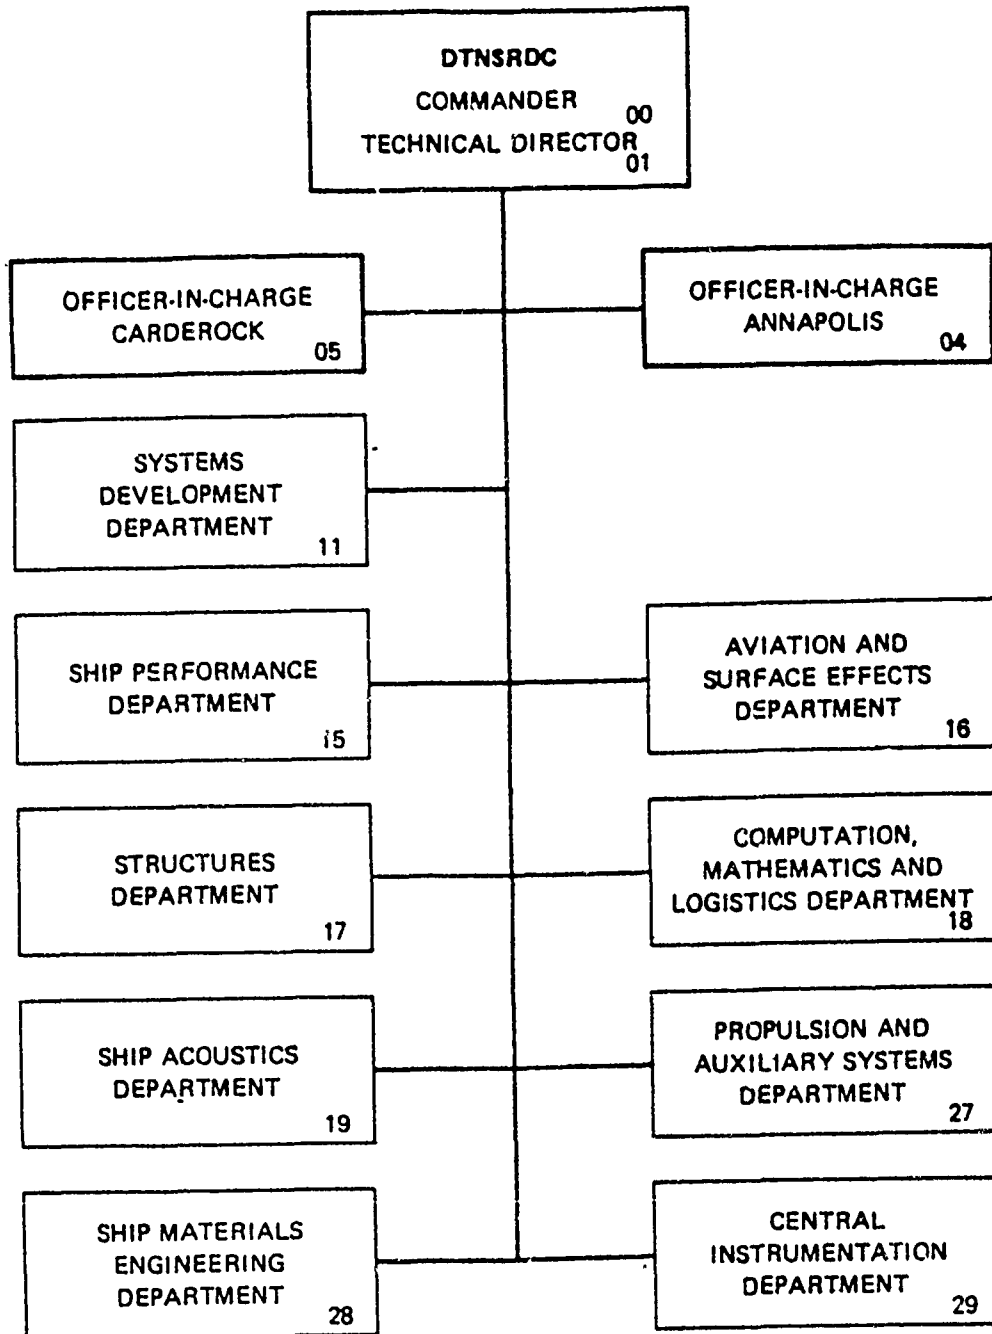 DTNSRDC
COMMANDER
00
TECHNICAL DIRECTOR
01
OFFICER-IN-CHARGE
CARDEROCK
05
OFFICER-IN-CHARGE
ANNAPOLIS
04
SYSTEMS
DEVELOPMENT
DEPARTMENT
11
SHIP PERFORMANCE
DEPARTMENT
15
AVIATION AND
SURFACE EFFECTS
DEPARTMENT
16
STRUCTURES
DEPARTMENT
17
COMPUTATION,
MATHEMATICS AND
LOGISTICS DEPARTMENT
18
SHIP ACOUSTICS
DEPARTMENT
19
PROPULSION AND
AUXILIARY SYSTEMS
DEPARTMENT
27
SHIP MATERIALS
ENGINEERING
DEPARTMENT
28
CENTRAL
INSTRUMENTATION
DEPARTMENT
29